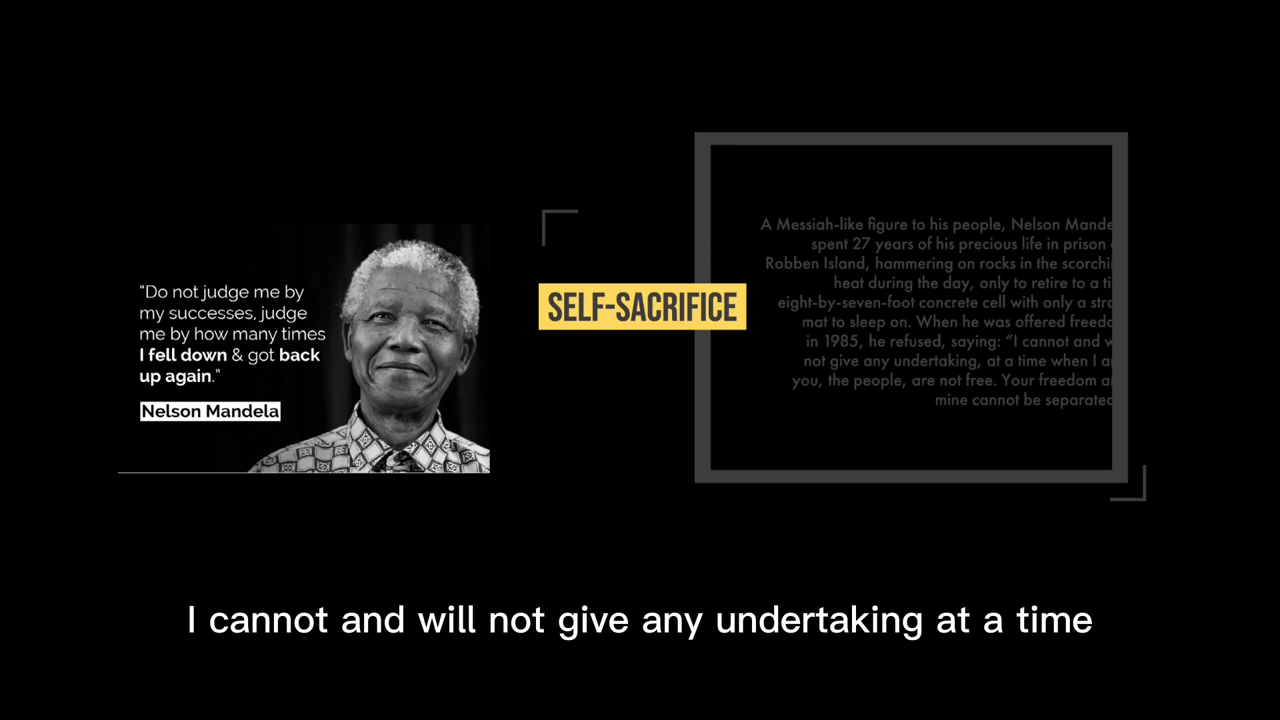 "Do not judge me by
my successes, judge
me by how many times
I fell down & got back
up again."
Nelson Mandela
SELF-SACRIFICE
A Messiah-like figure to his people, Nelson
spent 27 years of his precious life in prison
Robben Island, hammering on rocks in the
heat during the day, only to retire to a
eight-by-seven-foot concrete cell with only a
mat to sleep on. When he was offered
in 1985, he refused, saying: "I cannot and
not give any undertaking, at a time when I
you, the people, are not free. Your freedom
mine cannot be separated
I cannot and will not give any undertaking at a time